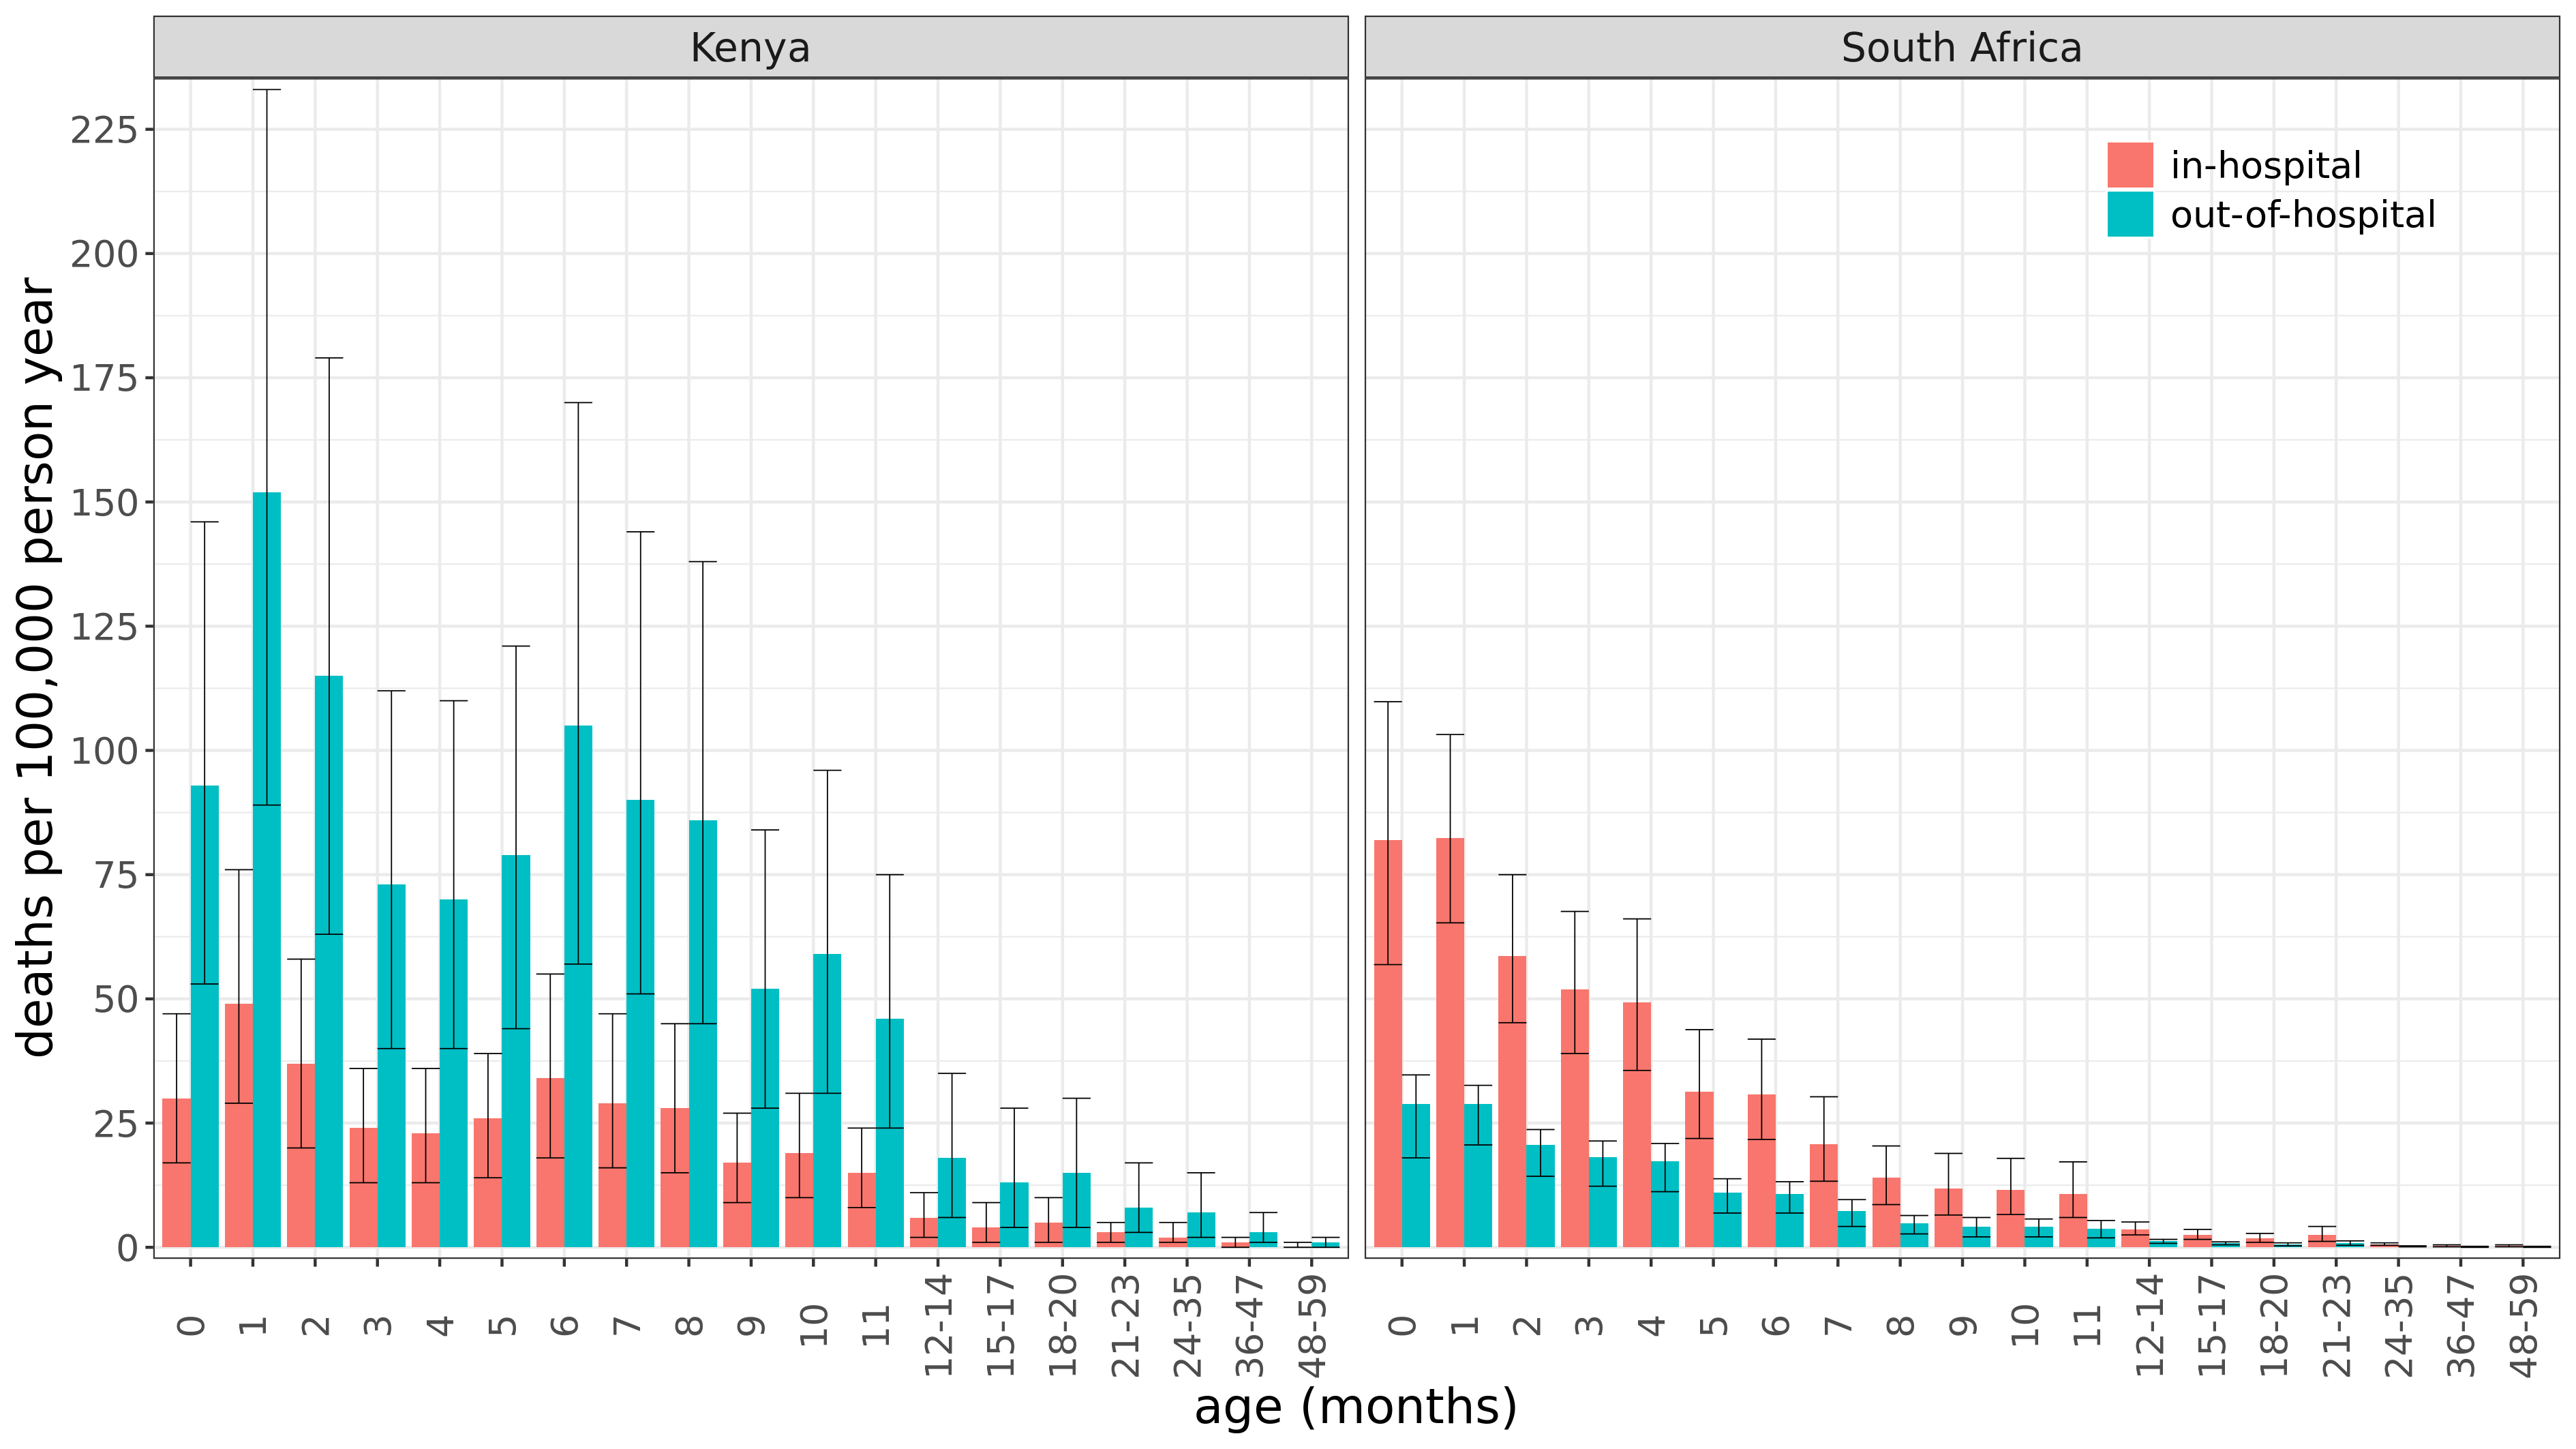 Kenya
South Africa
in-hospital
out-of-hospital
deaths per 100,000 person year
225
200
175
150
125
100
75
50
25
0
0 1 2 3 4 5 6 7 8 9 10 11 12-14 15-17 18-20 21-23 24-35 36-47 48-59
0 1 2 3 4 5 6 7 8 9 10 11 12-14 15-17 18-20 21-23 24-35 36-47 48-59
age (months)